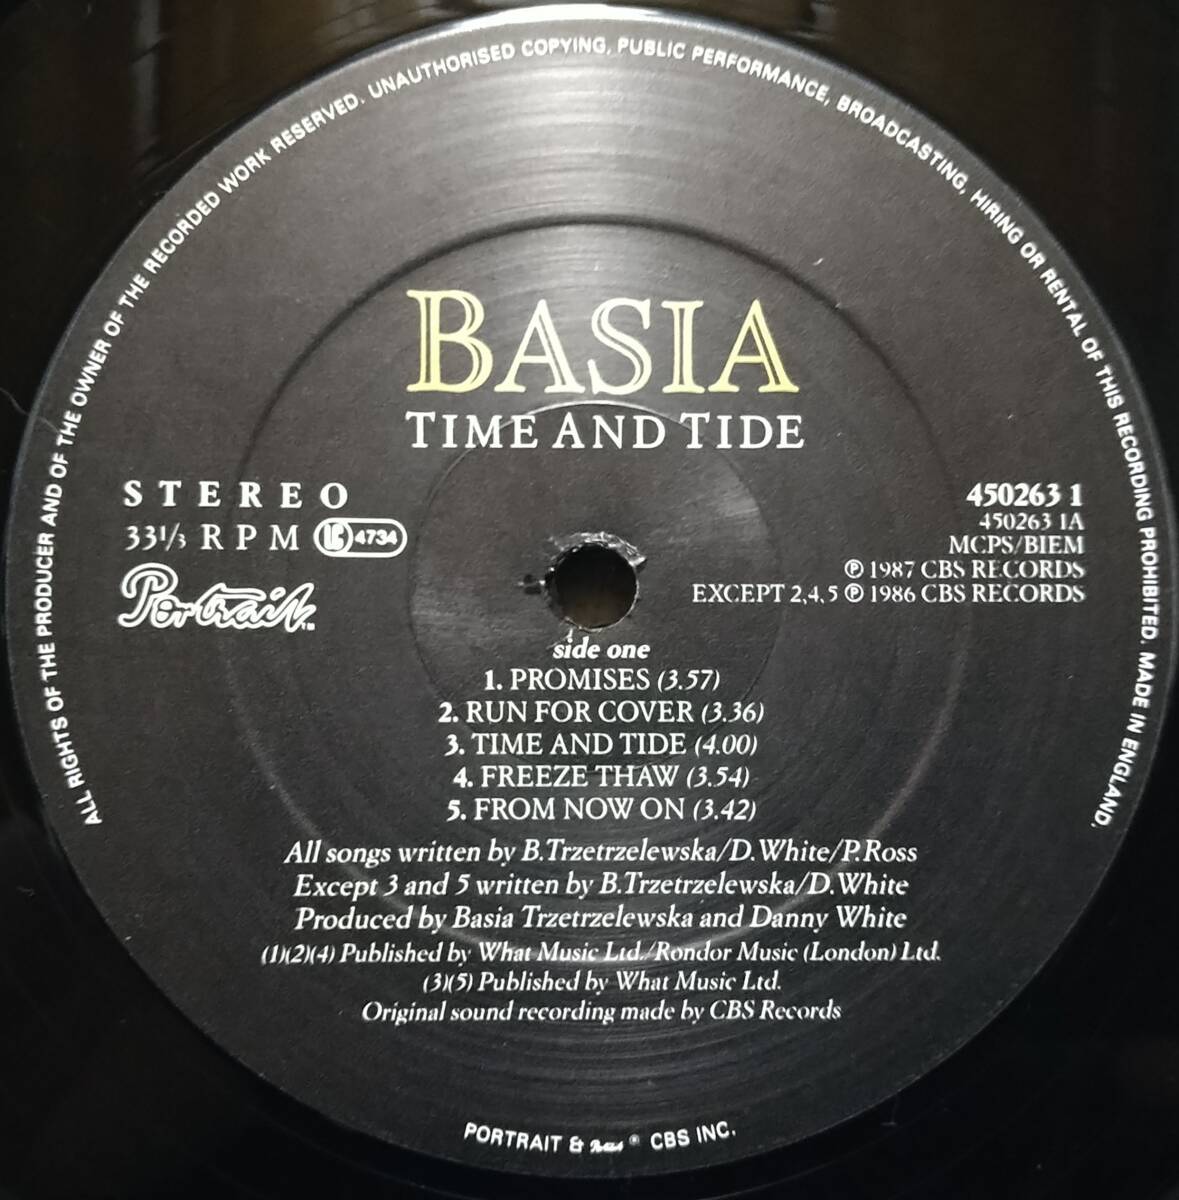 ALL RIGHTS OF THE PRODUCER AND OF THE OWNER OF THE RECORDED WORK RESERVED. UNAUTHORISED COPYING, PUBLIC PERFORMANCE, BROADCASTING, HIRING OR RENTAL OF THIS RECORDING PROHIBITED. MADE IN ENGLAND.
BASIA
TIME AND TIDE
STEREO
33⅓ RPM LC 4734
Portrait TM
450263 1
450263 1A
MCPS/BIEM
℗ 1987 CBS RECORDS
EXCEPT 2,4,5 ℗ 1986 CBS RECORDS
side one
1. PROMISES (3.57)
2. RUN FOR COVER (3.36)
3. TIME AND TIDE (4.00)
4. FREEZE THAW (3.54)
5. FROM NOW ON (3.42)
All songs written by B.Trzetrzelewska/D.White/P.Ross
Except 3 and 5 written by B.Trzetrzelewska/D.White
Produced by Basia Trzetrzelewska and Danny White
(1)(2)(4) Published by What Music Ltd./Rondor Music (London) Ltd.
(3)(5) Published by What Music Ltd.
Original sound recording made by CBS Records
PORTRAIT & ® CBS INC.